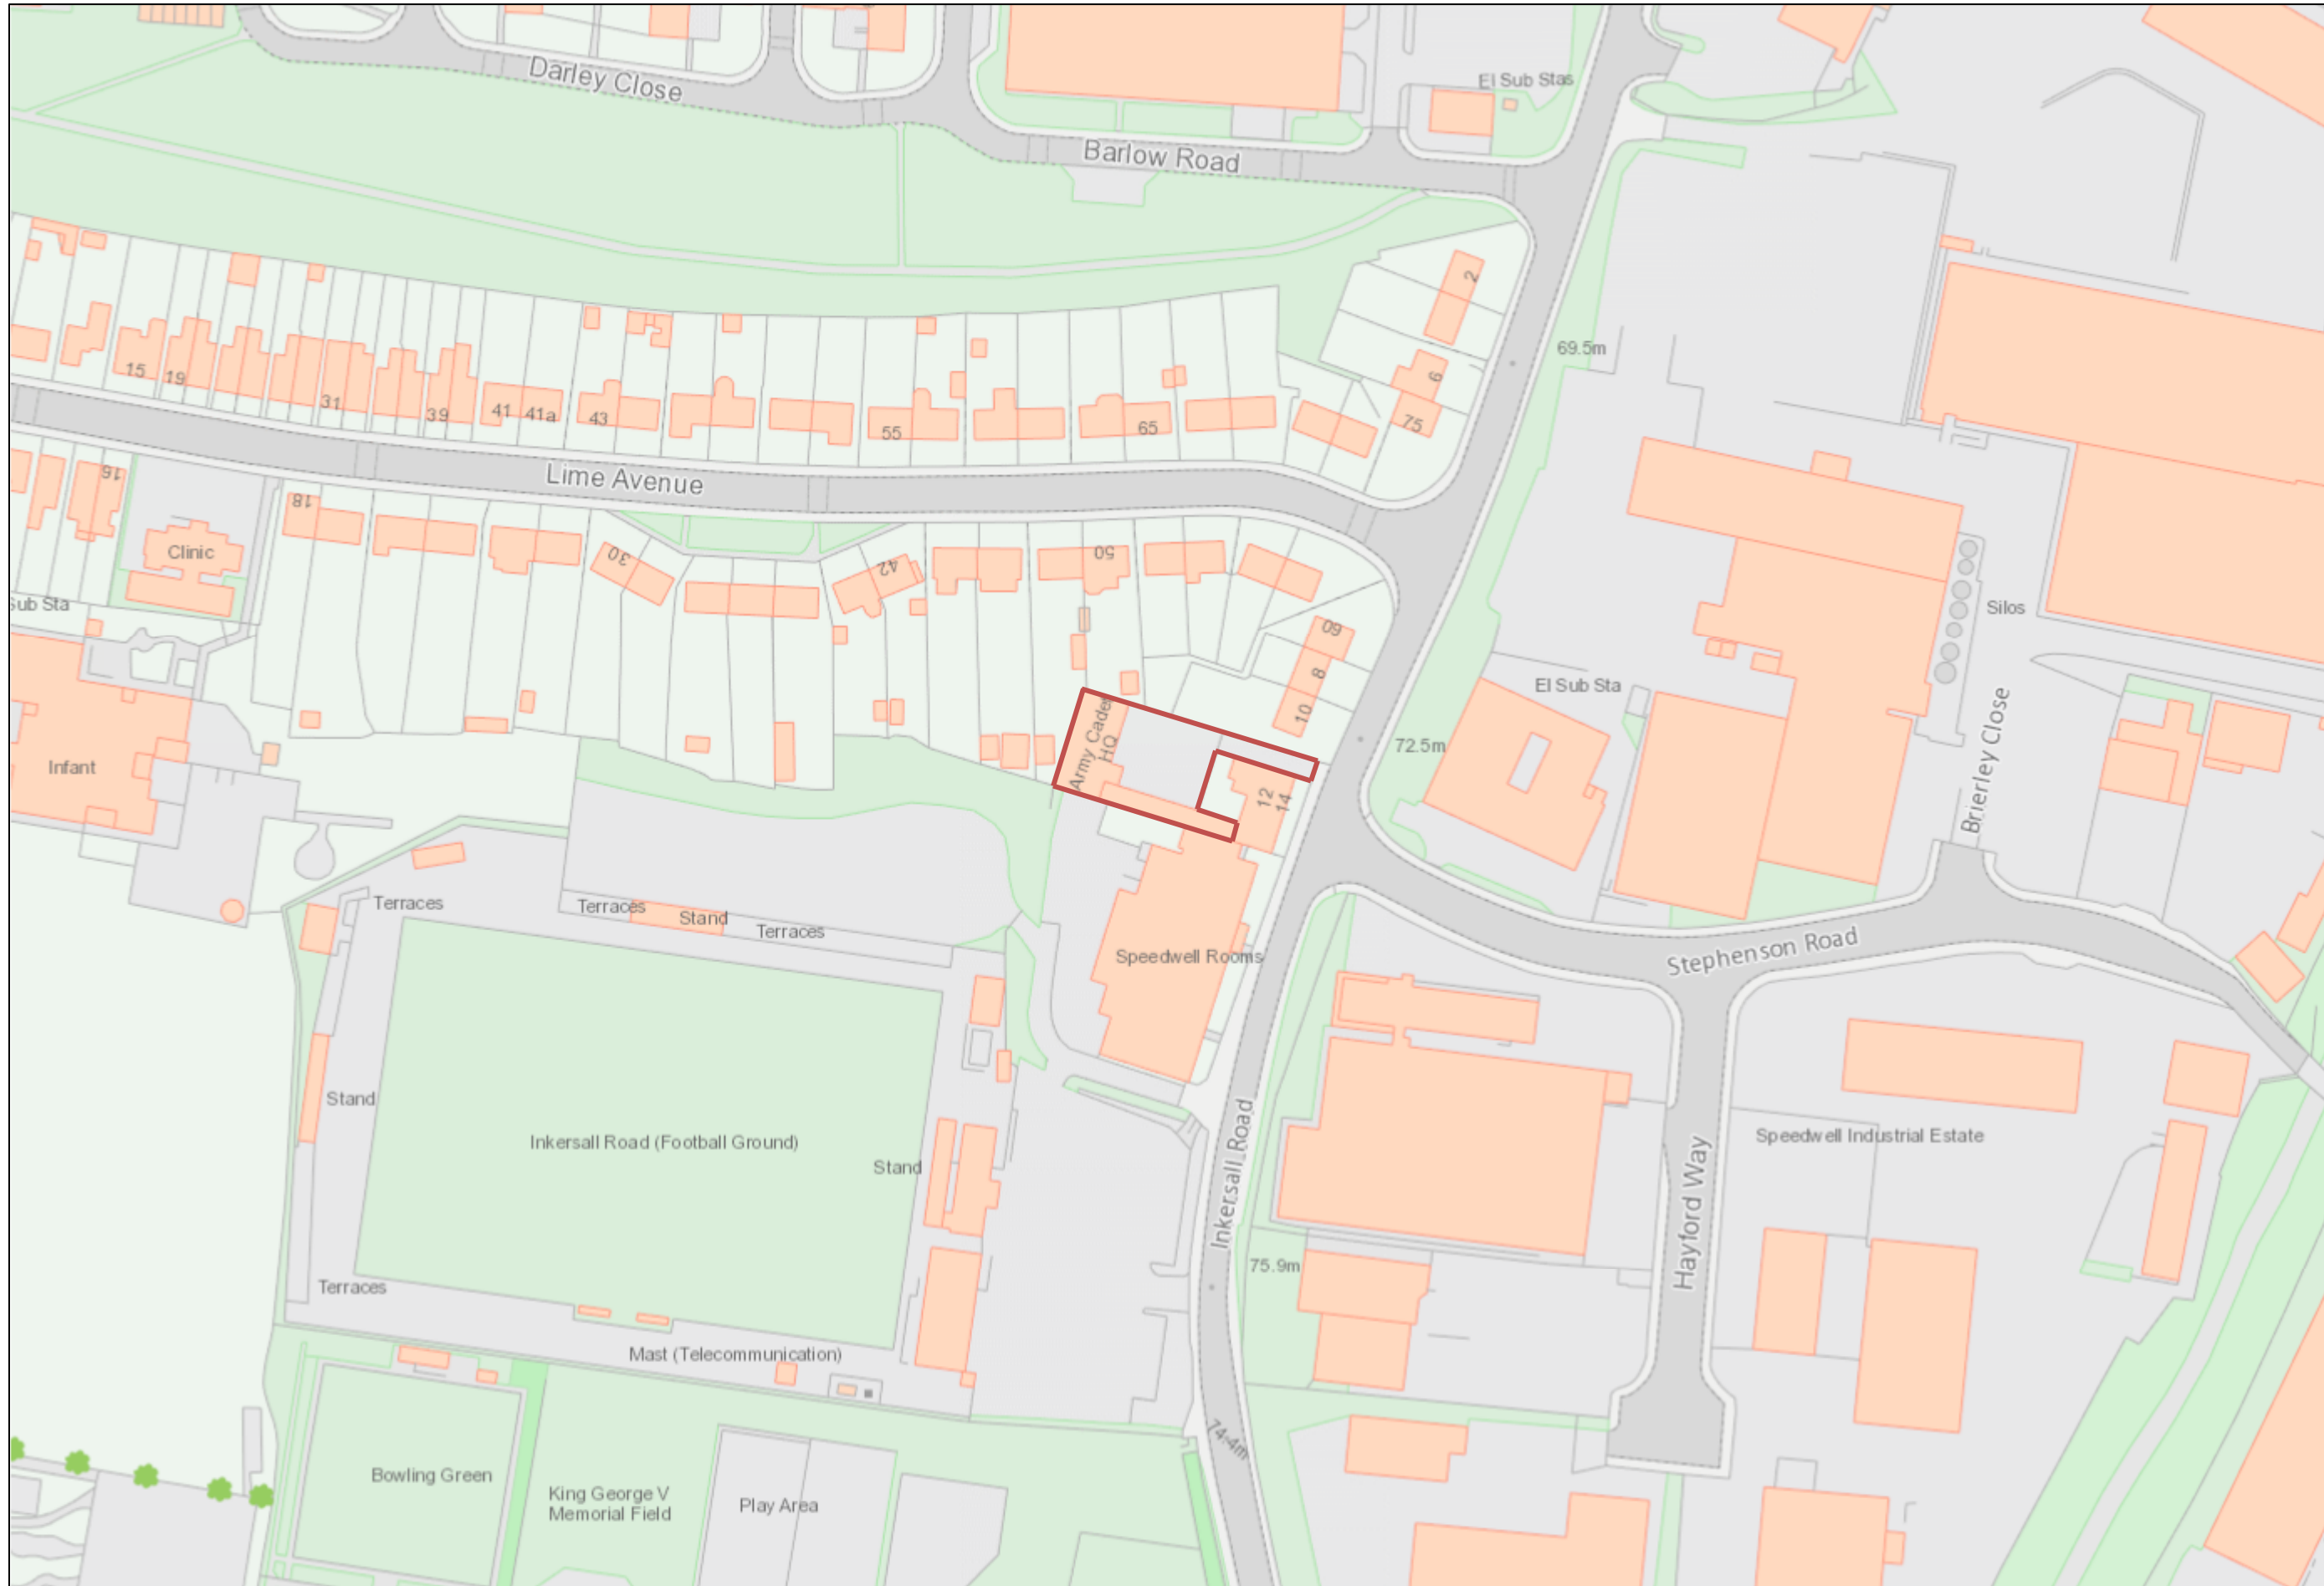 Darley Close
El Sub Stas
Barlow Road
2
69.5m
6
15
19
31
39
41
41a
43
55
65
75
Lime Avenue
16
18
Clinic
30
42
50
Sub Sta
60
Silos
8
El Sub Sta
10
Army Cade
HQ
72.5m
Infant
12
14
Brierley Close
Terraces
Terraces
Stand
Terraces
Speedwell Rooms
Stephenson Road
Stand
Inkersall Road (Football Ground)
Stand
Inkersall Road
Speedwell Industrial Estate
Hayford Way
75.9m
Terraces
Mast (Telecommunication)
74.4m
Bowling Green
King George V
Memorial Field
Play Area